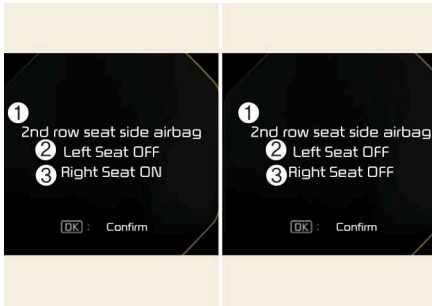 1
2nd row seat side airbag
2 Left Seat OFF
3 Right Seat ON
OK : Confirm
1
2nd row seat side airbag
2 Left Seat OFF
3 Right Seat OFF
OK : Confirm